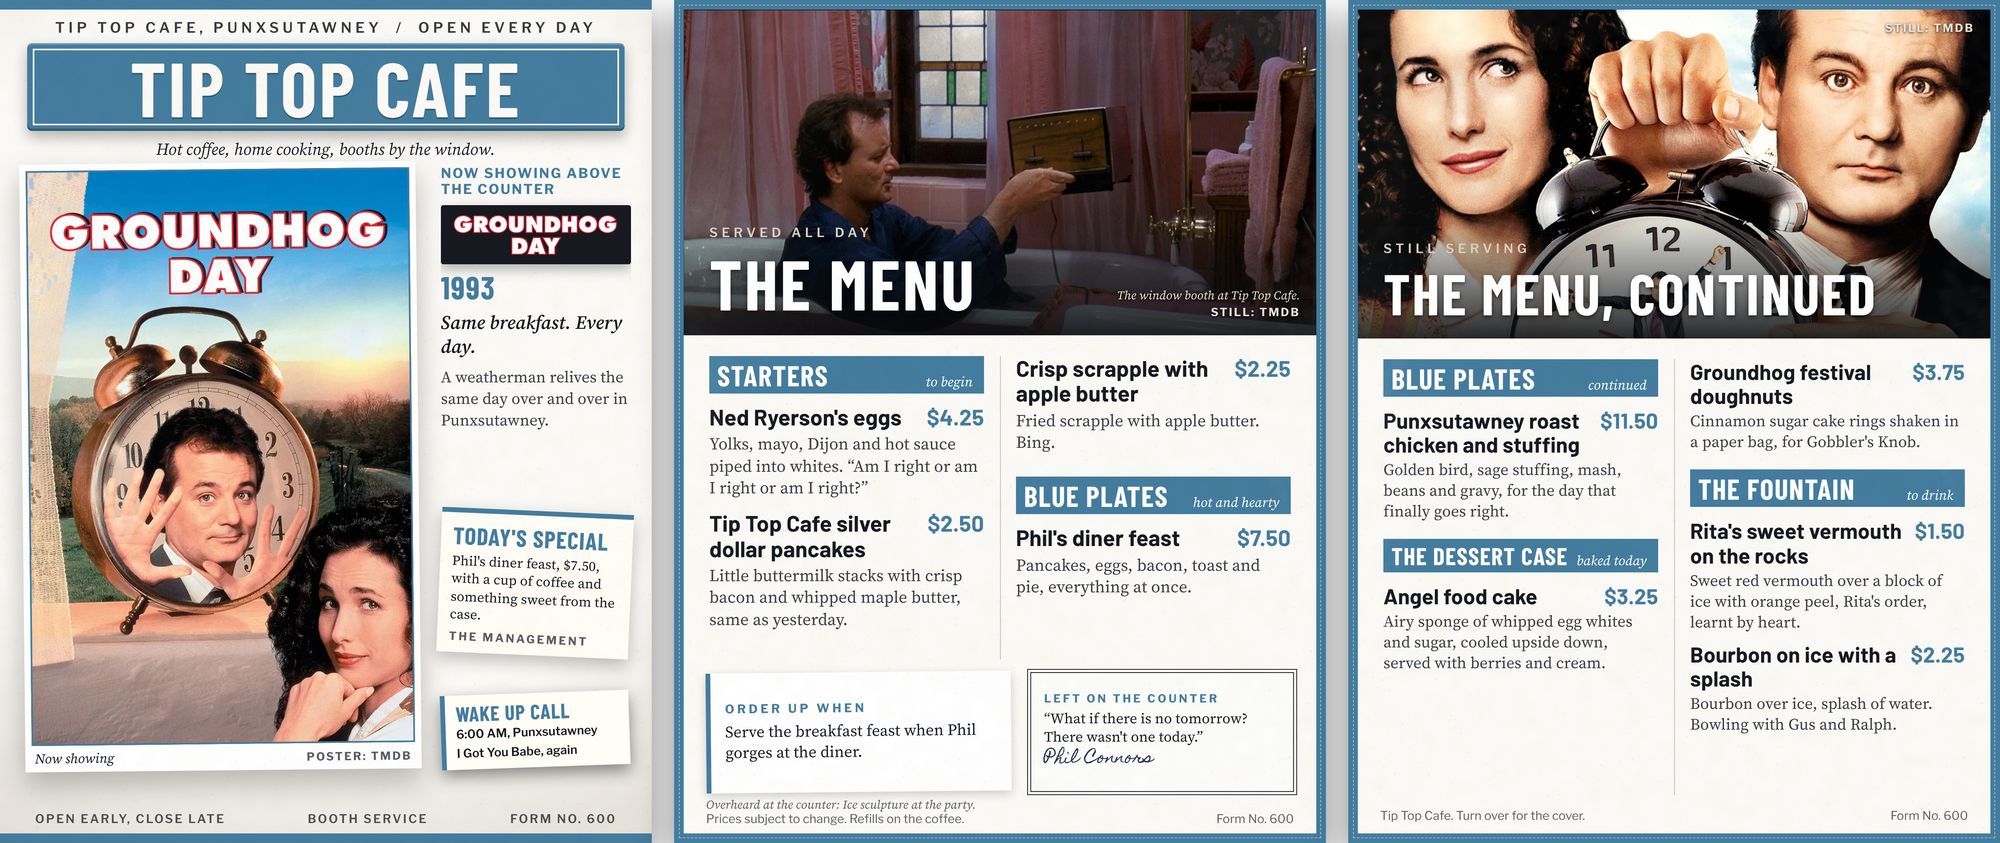 TIP TOP CAFE, PUNXSUTAWNEY / OPEN EVERY DAY
TIP TOP CAFE
Hot coffee, home cooking, booths by the window.
GROUNDHOG
DAY
12
1
2
3
4
10
Now showing
POSTER: TMDB
NOW SHOWING ABOVE
THE COUNTER
GROUNDHOG
DAY
1993
Same breakfast. Every
day.
A weatherman relives the
same day over and over in
Punxsutawney.
TODAY'S SPECIAL
Phil's diner feast, $7.50,
with a cup of coffee and
something sweet from the
case.
THE MANAGEMENT
WAKE UP CALL
6:00 AM, Punxsutawney
I Got You Babe, again
OPEN EARLY, CLOSE LATE
BOOTH SERVICE
FORM NO. 600
SERVED ALL DAY
THE MENU
The window booth at Tip Top Cafe.
STILL: TMDB
STARTERS to begin
Ned Ryerson's eggs $4.25
Yolks, mayo, Dijon and hot sauce
piped into whites. “Am I right or am
I right or am I right?”
Tip Top Cafe silver $2.50
dollar pancakes
Little buttermilk stacks with crisp
bacon and whipped maple butter,
same as yesterday.
Crisp scrapple with $2.25
apple butter
Fried scrapple with apple butter.
Bing.
BLUE PLATES hot and hearty
Phil's diner feast $7.50
Pancakes, eggs, bacon, toast and
pie, everything at once.
ORDER UP WHEN
Serve the breakfast feast when Phil
gorges at the diner.
LEFT ON THE COUNTER
“What if there is no tomorrow?
There wasn't one today.”
Phil Connors
Overheard at the counter: Ice sculpture at the party.
Prices subject to change. Refills on the coffee.
Form No. 600
STILL: TMDB
11
12
1
STILL SERVING
THE MENU, CONTINUED
BLUE PLATES continued
Punxsutawney roast $11.50
chicken and stuffing
Golden bird, sage stuffing, mash,
beans and gravy, for the day that
finally goes right.
THE DESSERT CASE baked today
Angel food cake $3.25
Airy sponge of whipped egg whites
and sugar, cooled upside down,
served with berries and cream.
Groundhog festival $3.75
doughnuts
Cinnamon sugar cake rings shaken in
a paper bag, for Gobbler's Knob.
THE FOUNTAIN to drink
Rita's sweet vermouth $1.50
on the rocks
Sweet red vermouth over a block of
ice with orange peel, Rita's order,
learnt by heart.
Bourbon on ice with a $2.25
splash
Bourbon over ice, splash of water.
Bowling with Gus and Ralph.
Tip Top Cafe. Turn over for the cover.
Form No. 600